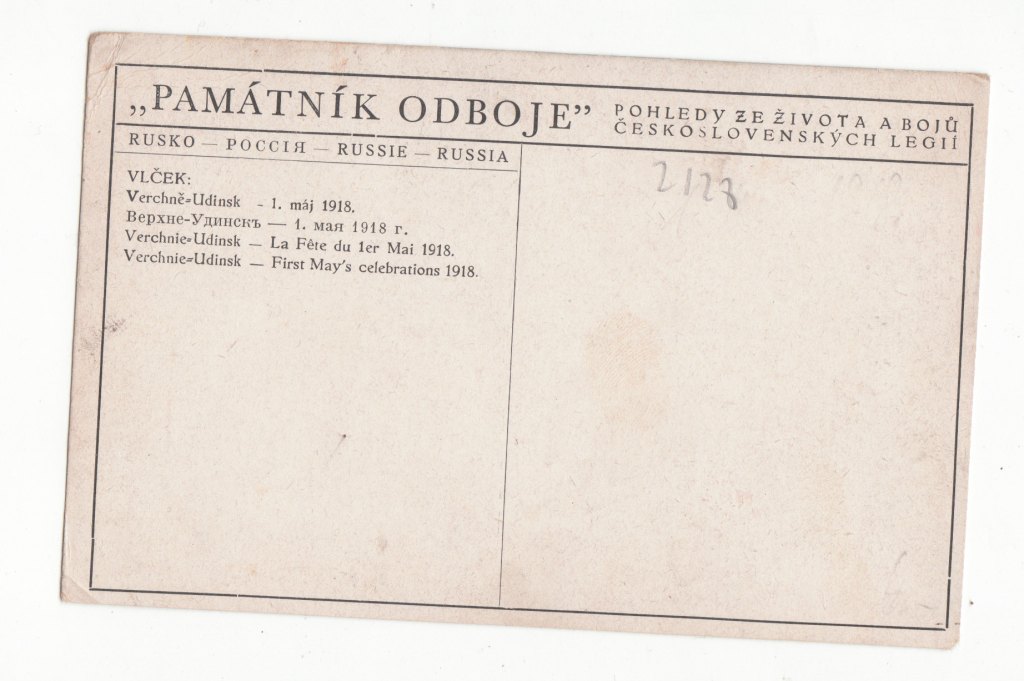 „PAMÁTNÍK ODBOJE”
POHLEDY ZE ŽIVOTA A BOJŮ
ČESKOSLOVENSKÝCH LEGIÍ
RUSKO — РОССІЯ — RUSSIE — RUSSIA
VLČEK:
Verchně-Udinsk - 1. máj 1918.
Верхне-Удинскъ — 1. мая 1918 г.
Verchnie-Udinsk — La Fête du 1er Mai 1918.
Verchnie-Udinsk — First May's celebrations 1918.
2128